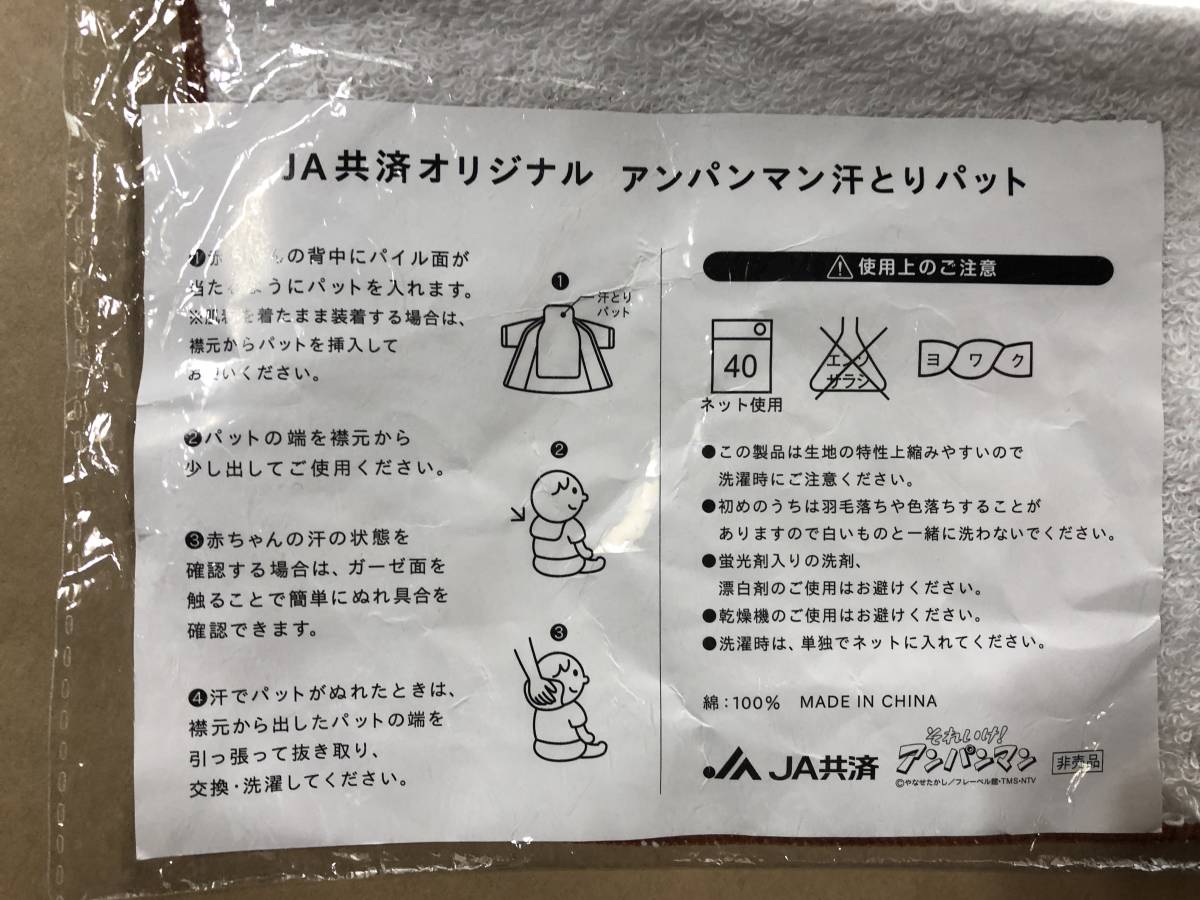 JA共済オリジナル アンパンマン汗とりパット
❶赤 んの背中にパイル面が
当た ようにパットを入れます。
※肌 を着たまま装着する場合は、
襟元からパットを挿入して
お いください。
❷パットの端を襟元から
少し出してご使用ください。
❸赤ちゃんの汗の状態を
確認する場合は、ガーゼ面を
触ることで簡単にぬれ具合を
確認できます。
❹汗でパットがぬれたときは、
襟元から出したパットの端を
引っ張って抜き取り、
交換・洗濯してください。
❶
汗とり
パット
❷
❸
使用上のご注意
40
ネット使用
エンソ
サラシ
ヨワク
●この製品は生地の特性上縮みやすいので
洗濯時にご注意ください。
●初めのうちは羽毛落ちや色落ちすることが
ありますので白いものと一緒に洗わないでください。
●蛍光剤入りの洗剤、
漂白剤のご使用はお避けください。
●乾燥機のご使用はお避けください。
●洗濯時は、単独でネットに入れてください。
綿：100% MADE IN CHINA
JA共済
それいけ!
アンパンマン
©やなせたかし/フレーベル館・TMS・NTV
非売品